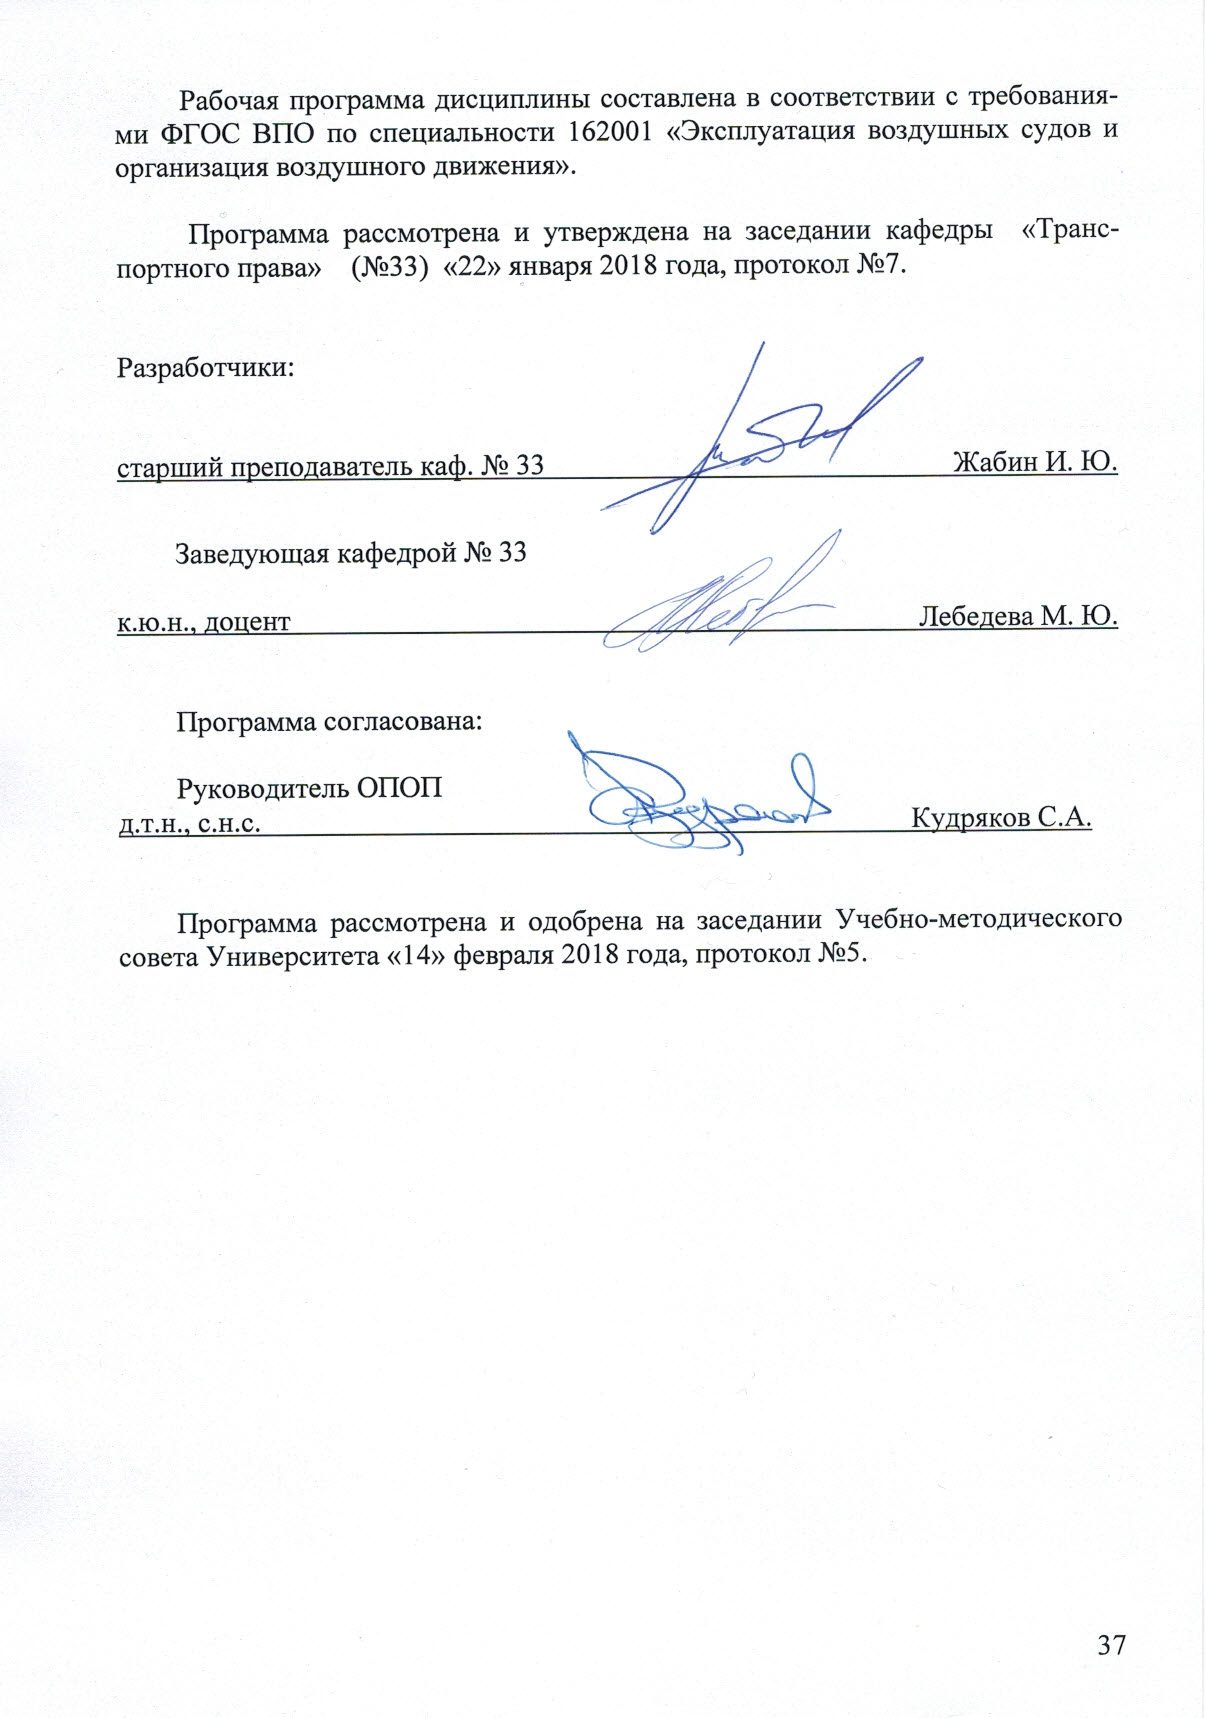 Рабочая программа дисциплины составлена в соответствии с требования-
ми ФГОС ВПО по специальности 162001 «Эксплуатация воздушных судов и
организация воздушного движения».
Программа рассмотрена и утверждена на заседании кафедры «Транс-
портного права» (№33) «22» января 2018 года, протокол №7.
Разработчики:
старший преподаватель каф. № 33 Жабин И. Ю.
Заведующая кафедрой № 33
к.ю.н., доцент Лебедева М. Ю.
Программа согласована:
Руководитель ОПОП
д.т.н., с.н.с. Кудряков С.А.
Программа рассмотрена и одобрена на заседании Учебно-методического
совета Университета «14» февраля 2018 года, протокол №5.
37